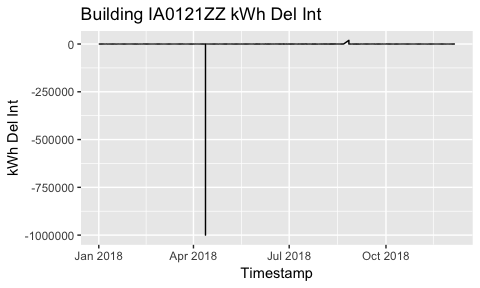 Building IA0121ZZ kWh Del Int
0
-250000
-500000
-750000
-1000000
kWh Del Int
Jan 2018 Apr 2018 Jul 2018 Oct 2018
Timestamp